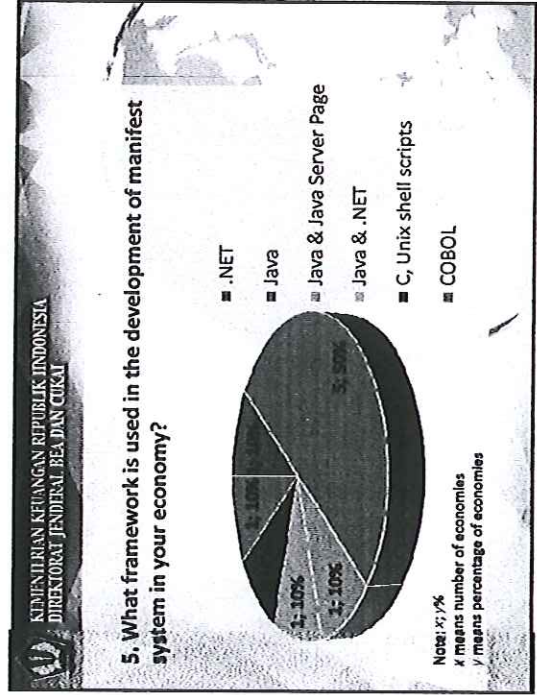 KEMENTERIAN KEUANGAN REPUBLIK INDONESIA
DIREKTORAT JENDERAL BEA DAN CUKAI
5. What framework is used in the development of manifest
system in your economy?
1; 10%
1; 10%
1; 10%
5; 50%
.NET
Java
Java & Java Server Page
Java & .NET
C, Unix shell scripts
COBOL
Note: x; y%
x means number of economies
y means percentage of economies